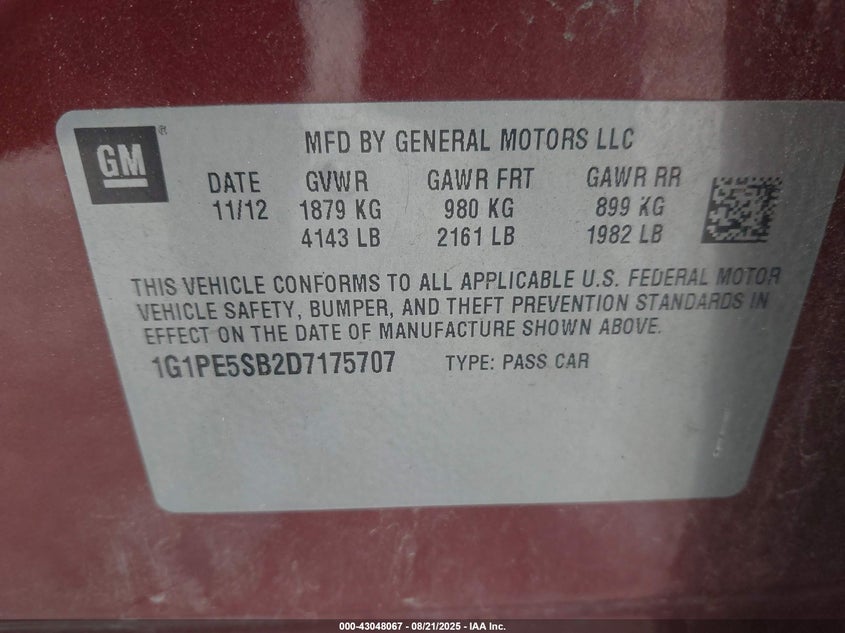 GM
MFD BY GENERAL MOTORS LLC
DATE GVWR GAWR FRT GAWR RR
11/12 1879 KG 980 KG 899 KG
4143 LB 2161 LB 1982 LB
THIS VEHICLE CONFORMS TO ALL APPLICABLE U.S. FEDERAL MOTOR
VEHICLE SAFETY, BUMPER, AND THEFT PREVENTION STANDARDS IN
EFFECT ON THE DATE OF MANUFACTURE SHOWN ABOVE.
1G1PE5SB2D7175707 TYPE: PASS CAR
000-43048067 - 08/21/2025 - IAA Inc.